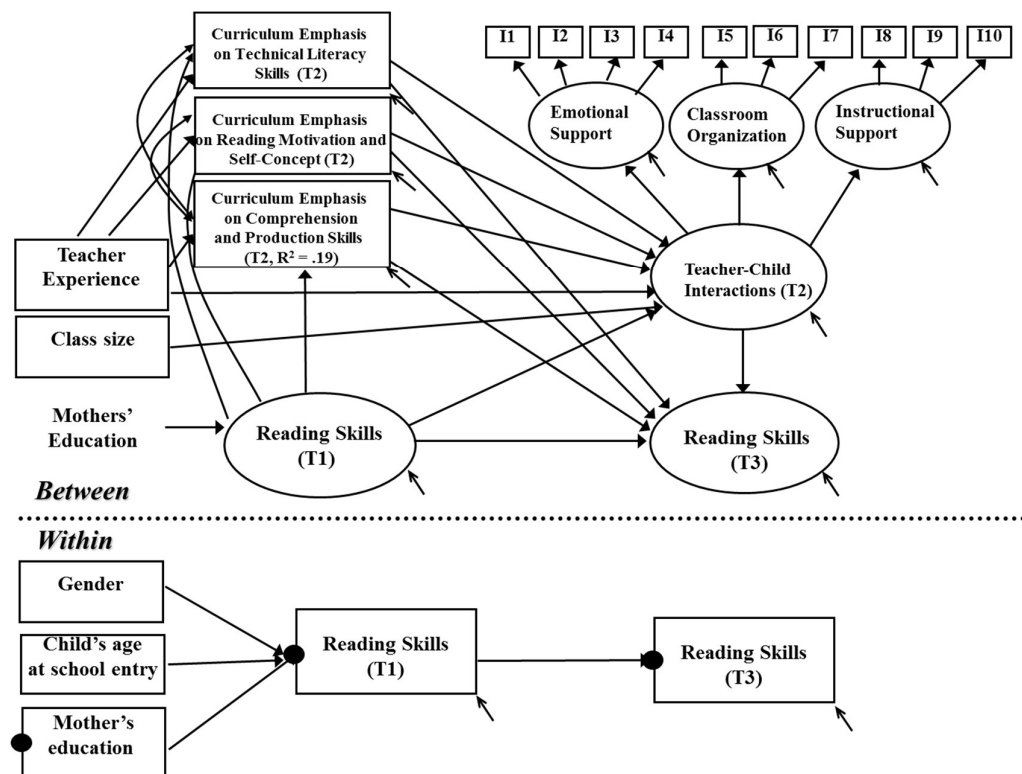 Curriculum Emphasis
on Technical Literacy
Skills (T2)
I1
I2
I3
I4
I5
I6
I7
I8
I9
I10
Emotional
Support
Classroom
Organization
Instructional
Support
Curriculum Emphasis
on Reading Motivation and
Self-Concept (T2)
Curriculum Emphasis
on Comprehension
and Production Skills
(T2, R² = .19)
Teacher
Experience
Teacher-Child
Interactions (T2)
Class size
Mothers’
Education
Reading Skills
(T1)
Reading Skills
(T3)
Between
Within
Gender
Child’s age
at school entry
Mother’s
education
Reading Skills
(T1)
Reading Skills
(T3)